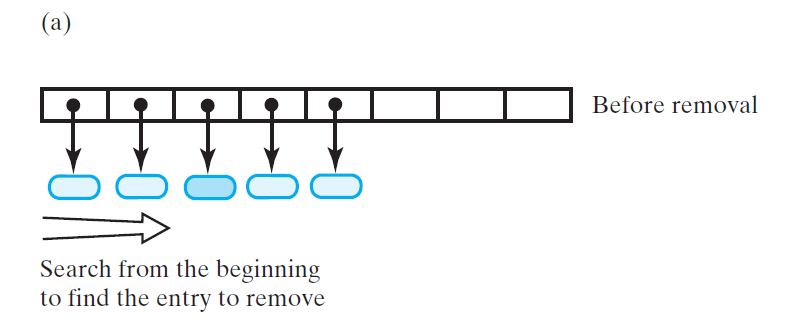 (a)
Before removal
Search from the beginning
to find the entry to remove